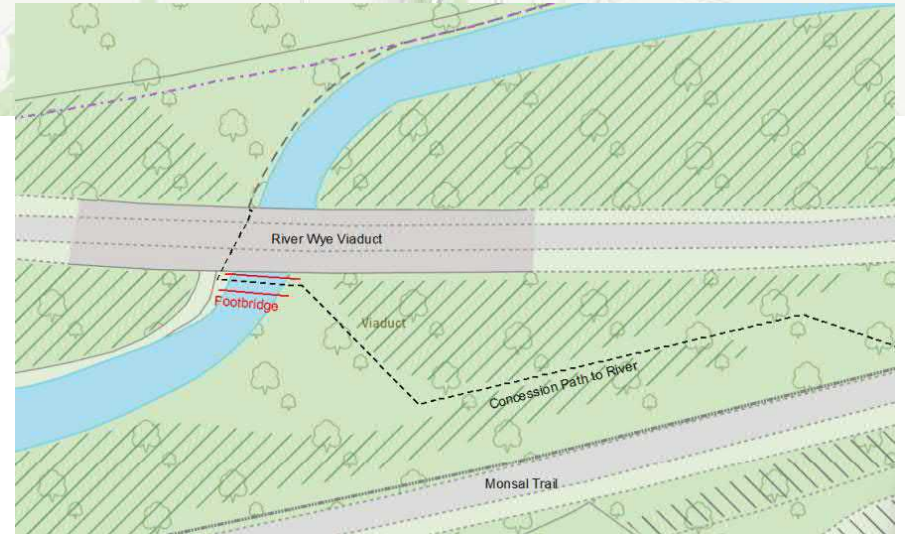 River Wye Viaduct
Footbridge
Viaduct
Concession Path to River
Monsal Trail